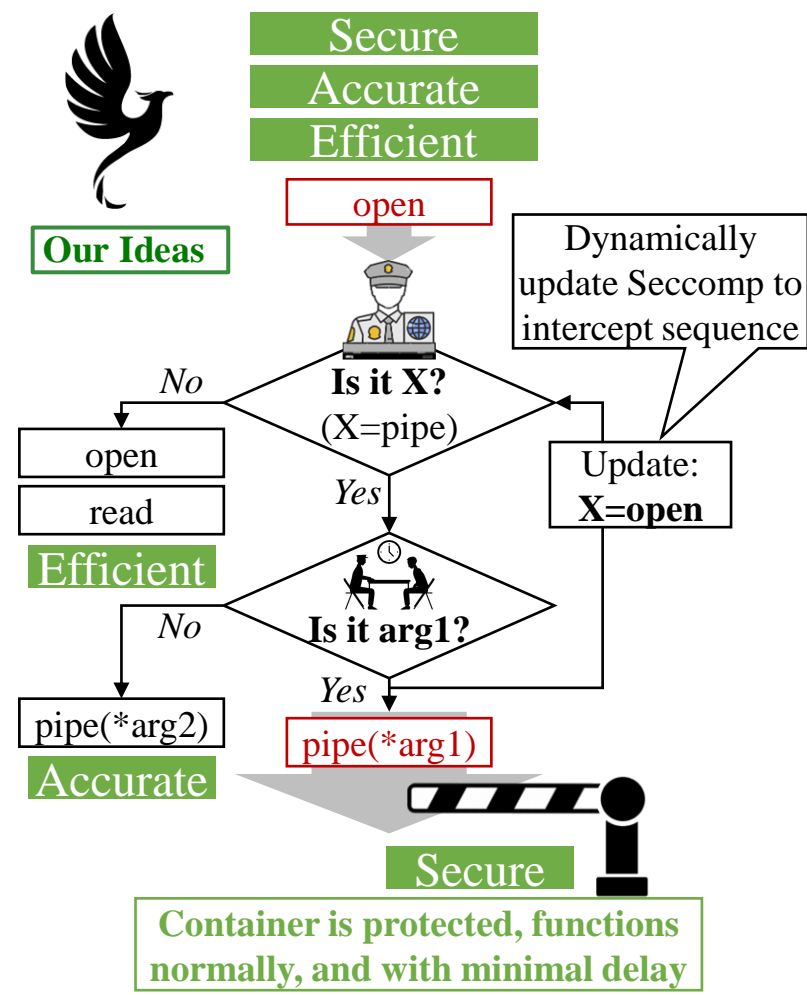 Secure
Accurate
Efficient
open
Our Ideas
Dynamically
update Seccomp to
intercept sequence
Is it X?
(X=pipe)
No
open
read
Efficient
Yes
Update:
X=open
Is it arg1?
No
pipe(*arg2)
Accurate
Yes
pipe(*arg1)
Secure
Container is protected, functions
normally, and with minimal delay